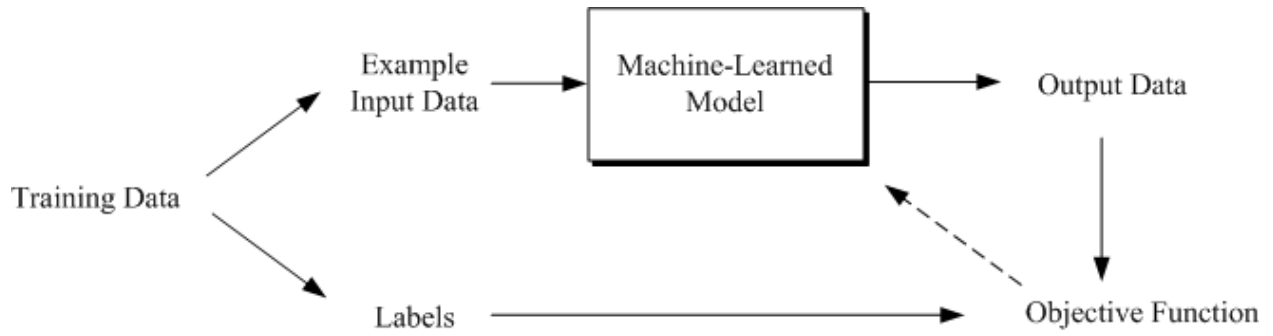 Example
Input Data
Machine-Learned
Model
Output Data
Training Data
Labels
Objective Function